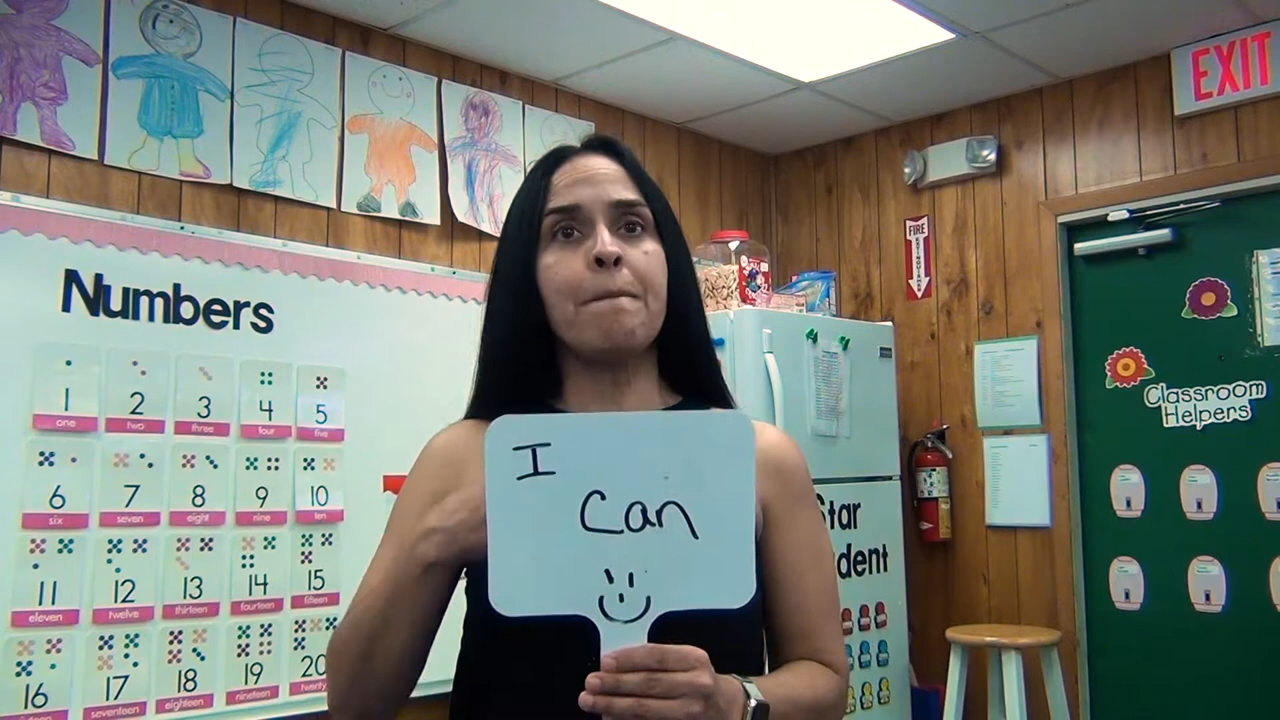 EXIT
FIRE
EXTINGUISHER
Numbers
1
one
2
two
3
three
4
four
5
five
6
six
7
seven
8
eight
9
nine
10
ten
11
eleven
12
twelve
13
thirteen
14
fourteen
15
fifteen
16
17
seventeen
18
eighteen
19
nineteen
20
twenty
I
Can
Star
dent
Classroom
Helpers